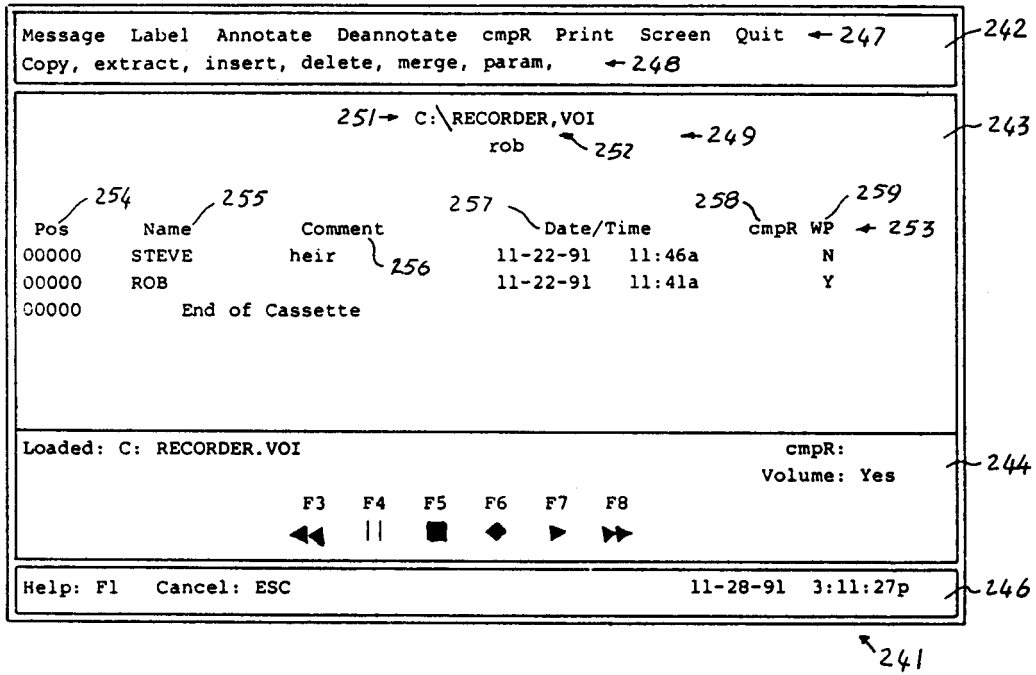 Message Label Annotate Deannotate cmpR Print Screen Quit 247 242
Copy, extract, insert, delete, merge, param, 248
251 C:\RECORDER,VOI 249 243
rob 252
254 255 257 258 259
Pos Name Comment Date/Time cmpR WP 253
00000 STEVE heir 256 11-22-91 11:46a N
00000 ROB 11-22-91 11:41a Y
00000 End of Cassette
Loaded: C: RECORDER.VOI cmpR:
Volume: Yes 244
F3 F4 F5 F6 F7 F8
Help: F1 Cancel: ESC 11-28-91 3:11:27p 246
241